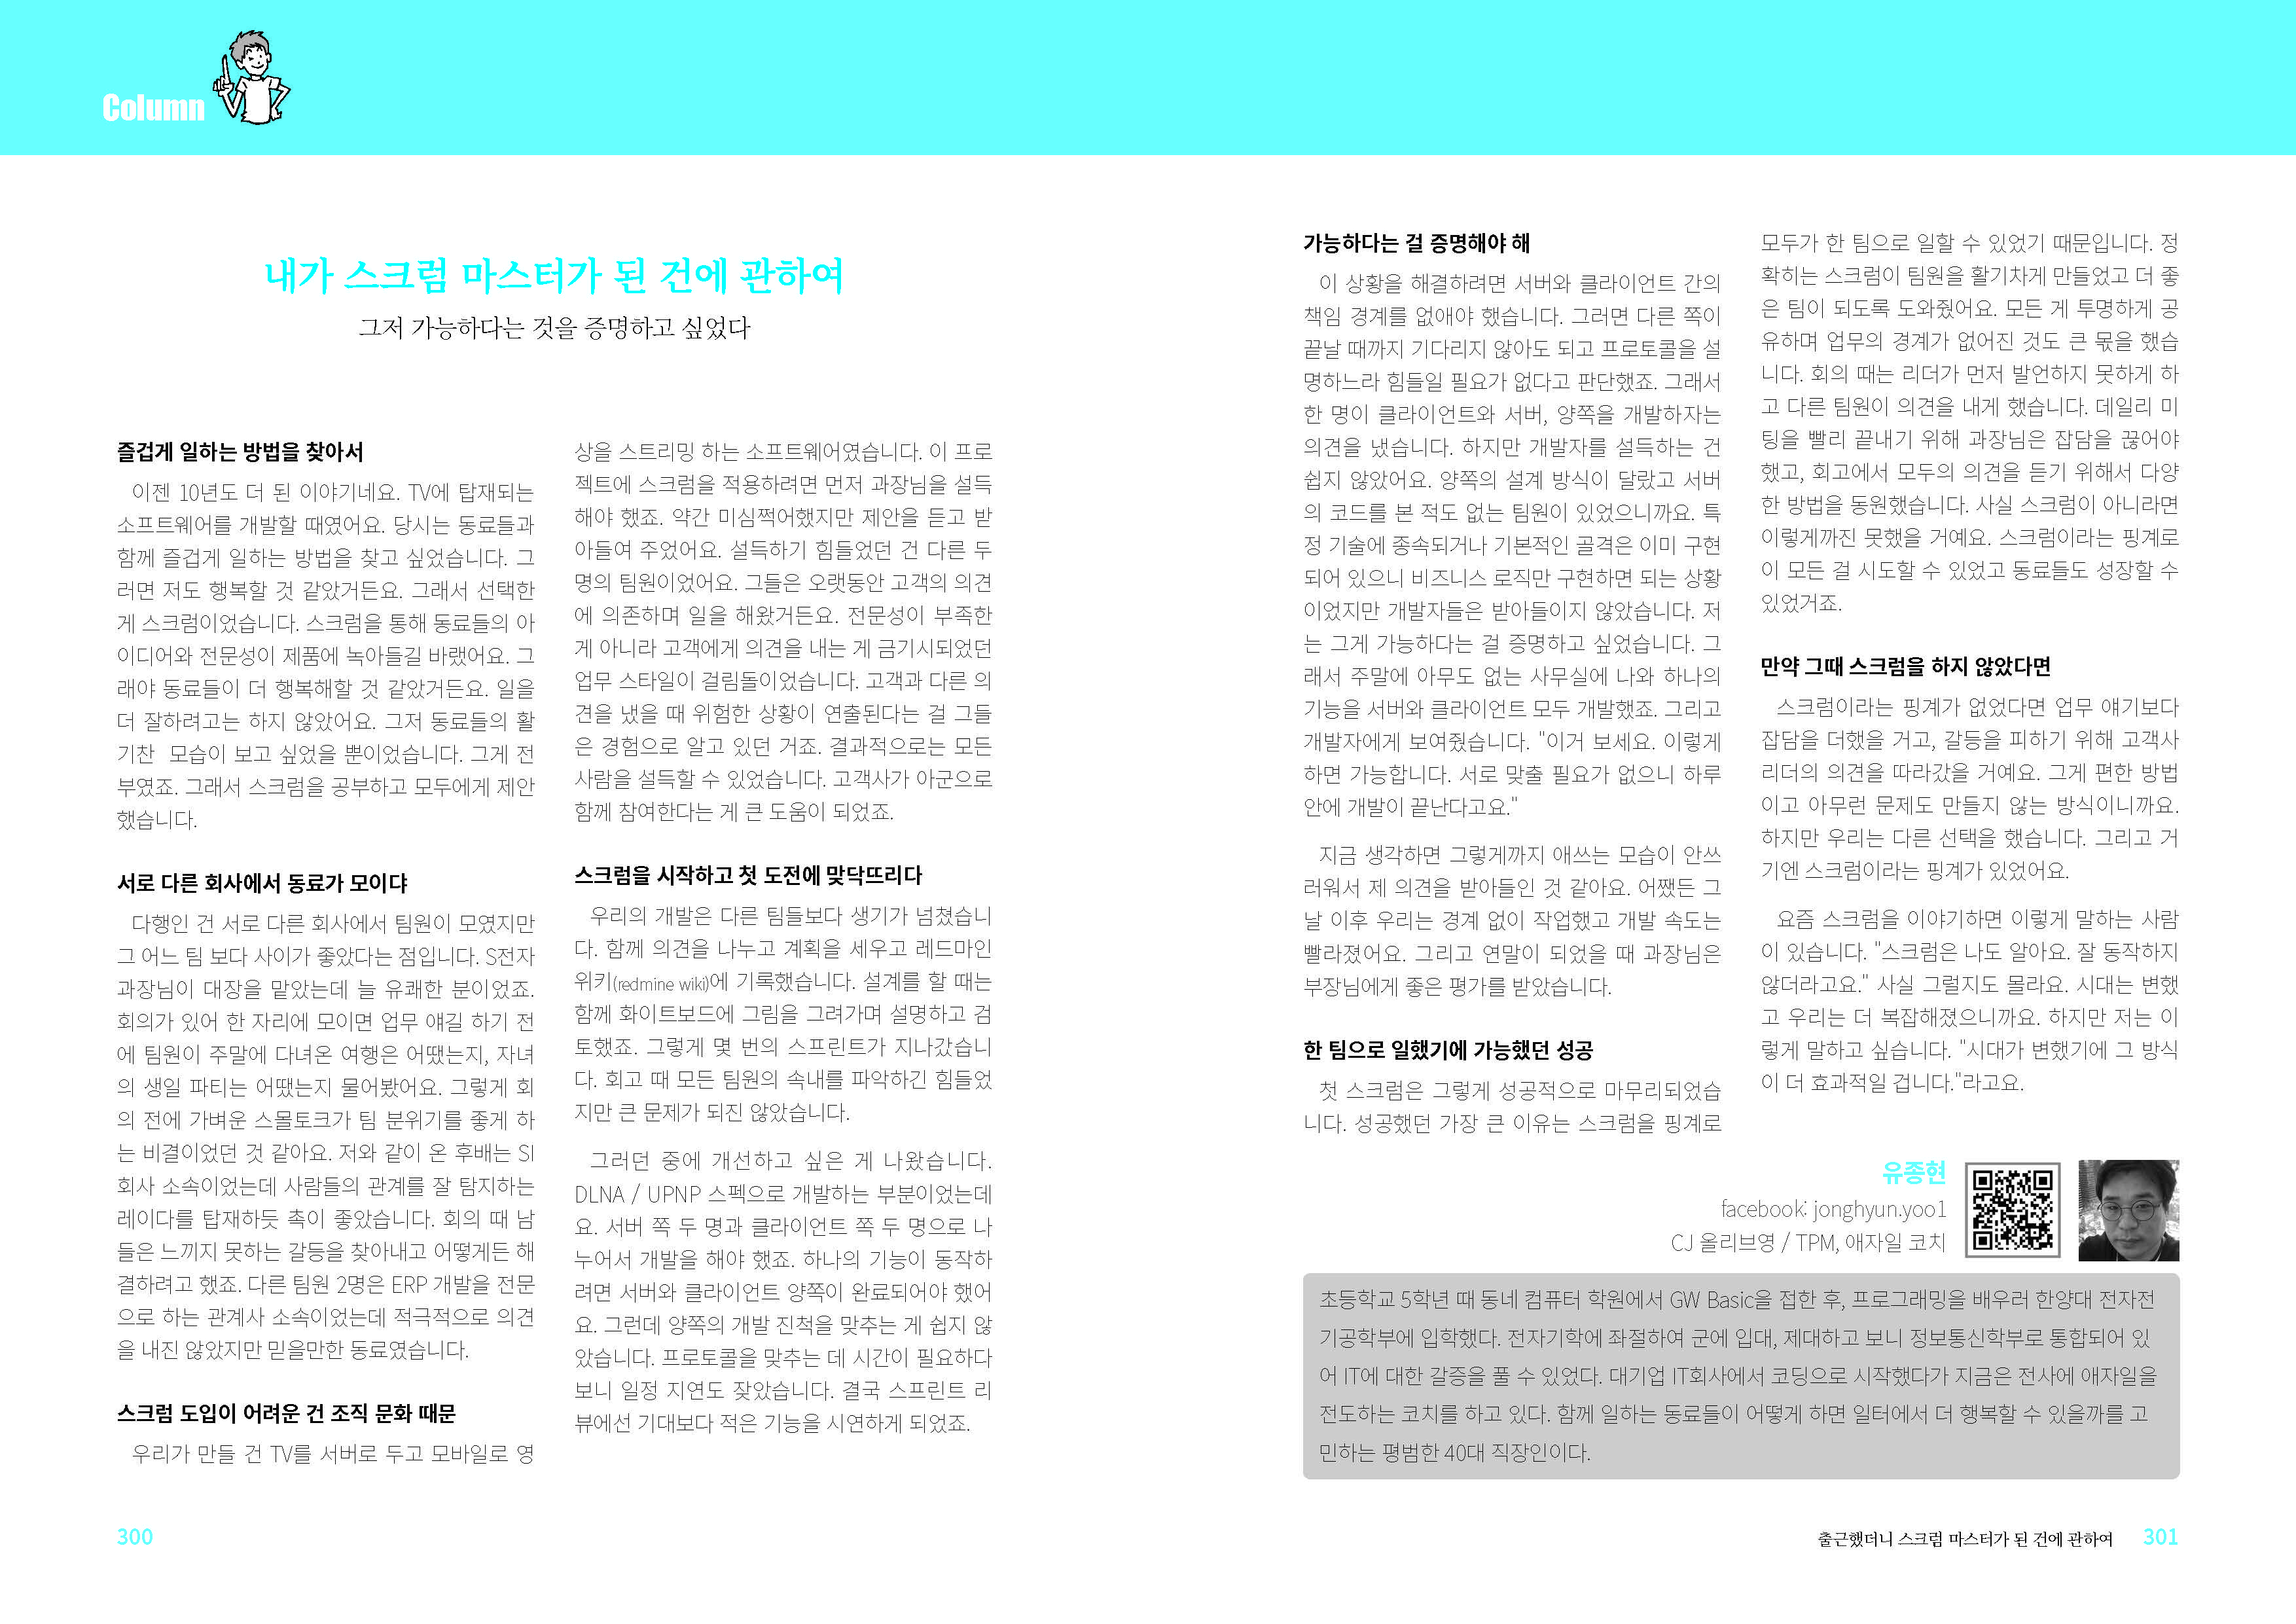 Column
내가 스크럼 마스터가 된 건에 관하여
그저 가능하다는 것을 증명하고 싶었다
즐겁게 일하는 방법을 찾아서
이젠 10년도 더 된 이야기네요. TV에 탑재되는
소프트웨어를 개발할 때였어요. 당시는 동료들과
함께 즐겁게 일하는 방법을 찾고 싶었습니다. 그
러면 저도 행복할 것 같았거든요. 그래서 선택한
게 스크럼이었습니다. 스크럼을 통해 동료들의 아
이디어와 전문성이 제품에 녹아들길 바랬어요. 그
래야 동료들이 더 행복해할 것 같았거든요. 일을
더 잘하려고는 하지 않았어요. 그저 동료들의 활
기찬 모습이 보고 싶었을 뿐이었습니다. 그게 전
부였죠. 그래서 스크럼을 공부하고 모두에게 제안
했습니다.
서로 다른 회사에서 동료가 모이댜
다행인 건 서로 다른 회사에서 팀원이 모였지만
그 어느 팀 보다 사이가 좋았다는 점입니다. S전자
과장님이 대장을 맡았는데 늘 유쾌한 분이었죠.
회의가 있어 한 자리에 모이면 업무 얘길 하기 전
에 팀원이 주말에 다녀온 여행은 어땠는지, 자녀
의 생일 파티는 어땠는지 물어봤어요. 그렇게 회
의 전에 가벼운 스몰토크가 팀 분위기를 좋게 하
는 비결이었던 것 같아요. 저와 같이 온 후배는 SI
회사 소속이었는데 사람들의 관계를 잘 탐지하는
레이다를 탑재하듯 촉이 좋았습니다. 회의 때 남
들은 느끼지 못하는 갈등을 찾아내고 어떻게든 해
결하려고 했죠. 다른 팀원 2명은 ERP 개발을 전문
으로 하는 관계사 소속이었는데 적극적으로 의견
을 내진 않았지만 믿을만한 동료였습니다.
스크럼 도입이 어려운 건 조직 문화 때문
우리가 만들 건 TV를 서버로 두고 모바일로 영
상을 스트리밍 하는 소프트웨어였습니다. 이 프로
젝트에 스크럼을 적용하려면 먼저 과장님을 설득
해야 했죠. 약간 미심쩍어했지만 제안을 듣고 받
아들여 주었어요. 설득하기 힘들었던 건 다른 두
명의 팀원이었어요. 그들은 오랫동안 고객의 의견
에 의존하며 일을 해왔거든요. 전문성이 부족한
게 아니라 고객에게 의견을 내는 게 금기시되었던
업무 스타일이 걸림돌이었습니다. 고객과 다른 의
견을 냈을 때 위험한 상황이 연출된다는 걸 그들
은 경험으로 알고 있던 거죠. 결과적으로는 모든
사람을 설득할 수 있었습니다. 고객사가 아군으로
함께 참여한다는 게 큰 도움이 되었죠.
스크럼을 시작하고 첫 도전에 맞닥뜨리다
우리의 개발은 다른 팀들보다 생기가 넘쳤습니
다. 함께 의견을 나누고 계획을 세우고 레드마인
위키(redmine wiki)에 기록했습니다. 설계를 할 때는
함께 화이트보드에 그림을 그려가며 설명하고 검
토했죠. 그렇게 몇 번의 스프린트가 지나갔습니
다. 회고 때 모든 팀원의 속내를 파악하긴 힘들었
지만 큰 문제가 되진 않았습니다.
그러던 중에 개선하고 싶은 게 나왔습니다.
DLNA / UPNP 스펙으로 개발하는 부분이었는데
요. 서버 쪽 두 명과 클라이언트 쪽 두 명으로 나
누어서 개발을 해야 했죠. 하나의 기능이 동작하
려면 서버와 클라이언트 양쪽이 완료되어야 했어
요. 그런데 양쪽의 개발 진척을 맞추는 게 쉽지 않
았습니다. 프로토콜을 맞추는 데 시간이 필요하다
보니 일정 지연도 잦았습니다. 결국 스프린트 리
뷰에선 기대보다 적은 기능을 시연하게 되었죠.
300
가능하다는 걸 증명해야 해
이 상황을 해결하려면 서버와 클라이언트 간의
책임 경계를 없애야 했습니다. 그러면 다른 쪽이
끝날 때까지 기다리지 않아도 되고 프로토콜을 설
명하느라 힘들일 필요가 없다고 판단했죠. 그래서
한 명이 클라이언트와 서버, 양쪽을 개발하자는
의견을 냈습니다. 하지만 개발자를 설득하는 건
쉽지 않았어요. 양쪽의 설계 방식이 달랐고 서버
의 코드를 본 적도 없는 팀원이 있었으니까요. 특
정 기술에 종속되거나 기본적인 골격은 이미 구현
되어 있으니 비즈니스 로직만 구현하면 되는 상황
이었지만 개발자들은 받아들이지 않았습니다. 저
는 그게 가능하다는 걸 증명하고 싶었습니다. 그
래서 주말에 아무도 없는 사무실에 나와 하나의
기능을 서버와 클라이언트 모두 개발했죠. 그리고
개발자에게 보여줬습니다. "이거 보세요. 이렇게
하면 가능합니다. 서로 맞출 필요가 없으니 하루
안에 개발이 끝난다고요."
지금 생각하면 그렇게까지 애쓰는 모습이 안쓰
러워서 제 의견을 받아들인 것 같아요. 어쨌든 그
날 이후 우리는 경계 없이 작업했고 개발 속도는
빨라졌어요. 그리고 연말이 되었을 때 과장님은
부장님에게 좋은 평가를 받았습니다.
한 팀으로 일했기에 가능했던 성공
첫 스크럼은 그렇게 성공적으로 마무리되었습
니다. 성공했던 가장 큰 이유는 스크럼을 핑계로
모두가 한 팀으로 일할 수 있었기 때문입니다. 정
확히는 스크럼이 팀원을 활기차게 만들었고 더 좋
은 팀이 되도록 도와줬어요. 모든 게 투명하게 공
유하며 업무의 경계가 없어진 것도 큰 몫을 했습
니다. 회의 때는 리더가 먼저 발언하지 못하게 하
고 다른 팀원이 의견을 내게 했습니다. 데일리 미
팅을 빨리 끝내기 위해 과장님은 잡담을 끊어야
했고, 회고에서 모두의 의견을 듣기 위해서 다양
한 방법을 동원했습니다. 사실 스크럼이 아니라면
이렇게까진 못했을 거예요. 스크럼이라는 핑계로
이 모든 걸 시도할 수 있었고 동료들도 성장할 수
있었거죠.
만약 그때 스크럼을 하지 않았다면
스크럼이라는 핑계가 없었다면 업무 얘기보다
잡담을 더했을 거고, 갈등을 피하기 위해 고객사
리더의 의견을 따라갔을 거예요. 그게 편한 방법
이고 아무런 문제도 만들지 않는 방식이니까요.
하지만 우리는 다른 선택을 했습니다. 그리고 거
기엔 스크럼이라는 핑계가 있었어요.
요즘 스크럼을 이야기하면 이렇게 말하는 사람
이 있습니다. "스크럼은 나도 알아요. 잘 동작하지
않더라고요." 사실 그럴지도 몰라요. 시대는 변했
고 우리는 더 복잡해졌으니까요. 하지만 저는 이
렇게 말하고 싶습니다. "시대가 변했기에 그 방식
이 더 효과적일 겁니다."라고요.
유종현
facebook: jonghyun.yoo1
CJ 올리브영 / TPM, 애자일 코치
초등학교 5학년 때 동네 컴퓨터 학원에서 GW Basic을 접한 후, 프로그래밍을 배우러 한양대 전자전
기공학부에 입학했다. 전자기학에 좌절하여 군에 입대, 제대하고 보니 정보통신학부로 통합되어 있
어 IT에 대한 갈증을 풀 수 있었다. 대기업 IT회사에서 코딩으로 시작했다가 지금은 전사에 애자일을
전도하는 코치를 하고 있다. 함께 일하는 동료들이 어떻게 하면 일터에서 더 행복할 수 있을까를 고
민하는 평범한 40대 직장인이다.
출근했더니 스크럼 마스터가 된 건에 관하여 301